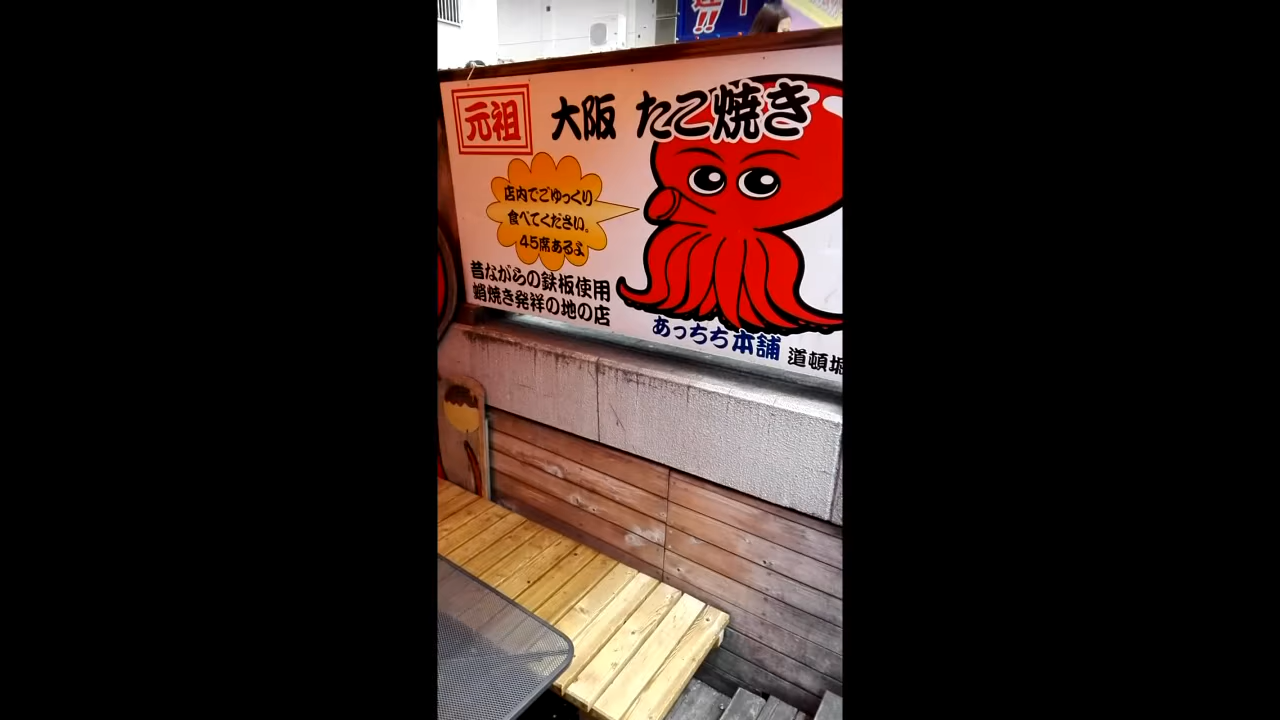 元祖
大阪 たこ焼き
店内でごゆっくり
食べてください。
45席あるよ
昔ながらの鉄板使用
蛸焼き発祥の地の店
あっちち本舗 道頓堀